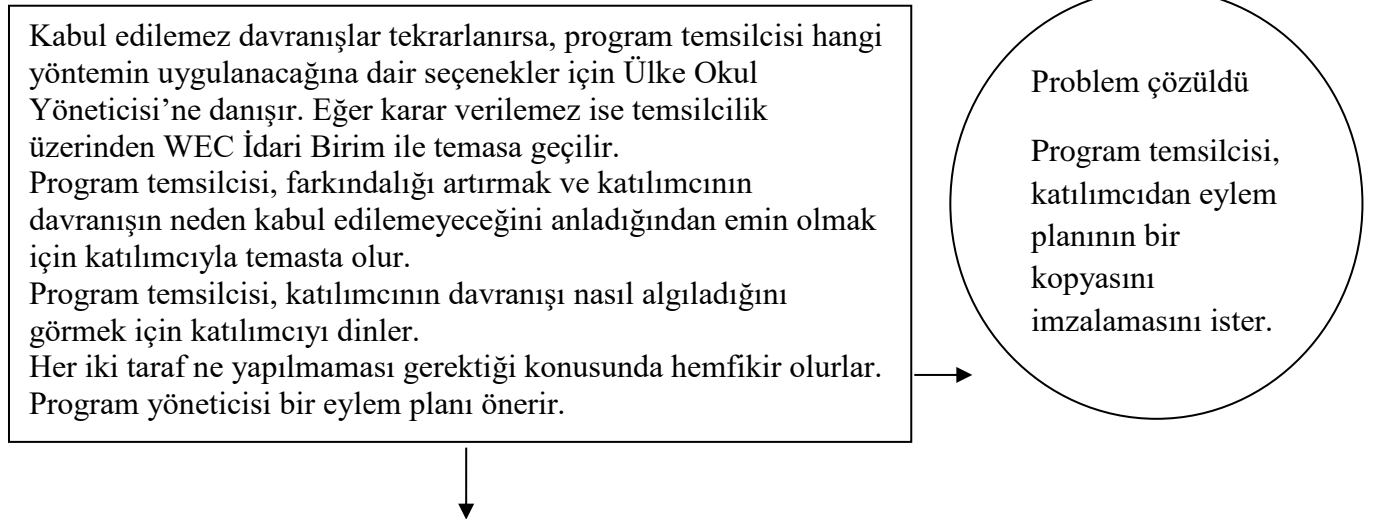 Kabul edilemez davranışlar tekrarlanırsa, program temsilcisi hangi
yöntemin uygulanacağına dair seçenekler için Ülke Okul
Yöneticisi’ne danışır. Eğer karar verilemez ise temsilcilik
üzerinden WEC İdari Birim ile temasa geçilir.
Program temsilcisi, farkındalığı artırmak ve katılımcının
davranışın neden kabul edilemeyeceğini anladığından emin olmak
için katılımcıyla temasta olur.
Program temsilcisi, katılımcının davranışı nasıl algıladığını
görmek için katılımcıyı dinler.
Her iki taraf ne yapılmaması gerektiği konusunda hemfikir olurlar.
Program yöneticisi bir eylem planı önerir.
Problem çözüldü
Program temsilcisi,
katılımcıdan eylem
planının bir
kopyasını
imzalamasını ister.